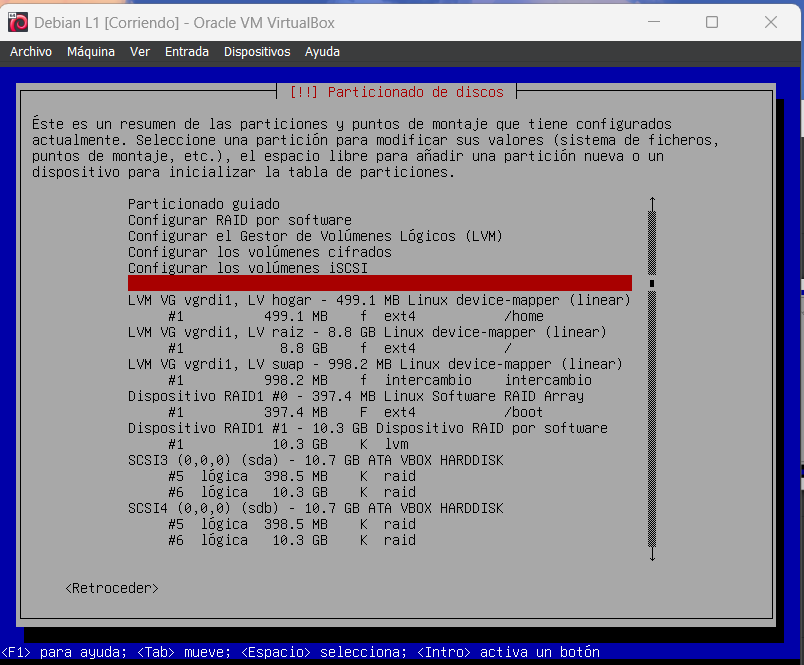 Debian L1 [Corriendo] - Oracle VM VirtualBox
Archivo Máquina Ver Entrada Dispositivos Ayuda
[!!] Particionado de discos
Éste es un resumen de las particiones y puntos de montaje que tiene configurados
actualmente. Seleccione una partición para modificar sus valores (sistema de ficheros,
puntos de montaje, etc.), el espacio libre para añadir una partición nueva o un
dispositivo para inicializar la tabla de particiones.
Particionado guiado
Configurar RAID por software
Configurar el Gestor de Volúmenes Lógicos (LVM)
Configurar los volúmenes cifrados
Configurar los volúmenes iSCSI
LVM VG vgrdi1, LV hogar - 499.1 MB Linux device-mapper (linear)
#1 499.1 MB f ext4 /home
LVM VG vgrdi1, LV raiz - 8.8 GB Linux device-mapper (linear)
#1 8.8 GB f ext4 /
LVM VG vgrdi1, LV swap - 998.2 MB Linux device-mapper (linear)
#1 998.2 MB f intercambio intercambio
Dispositivo RAID1 #0 - 397.4 MB Linux Software RAID Array
#1 397.4 MB F ext4 /boot
Dispositivo RAID1 #1 - 10.3 GB Dispositivo RAID por software
#1 10.3 GB K lvm
SCSI3 (0,0,0) (sda) - 10.7 GB ATA VBOX HARDDISK
#5 lógica 398.5 MB K raid
#6 lógica 10.3 GB K raid
SCSI4 (0,0,0) (sdb) - 10.7 GB ATA VBOX HARDDISK
#5 lógica 398.5 MB K raid
#6 lógica 10.3 GB K raid
<Retroceder>
<F1> para ayuda; <Tab> mueve; <Espacio> selecciona; <Intro> activa un botón